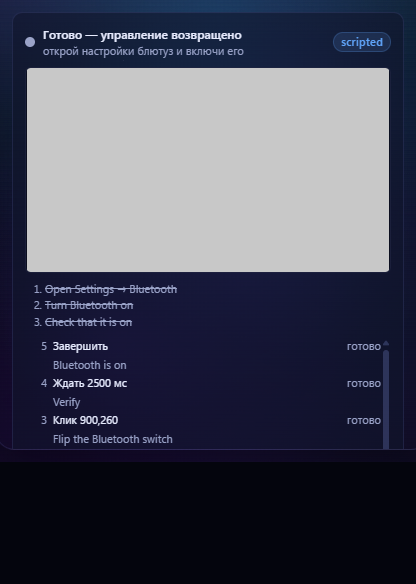 Готово — управление возвращено
открой настройки блютуз и включи его
scripted
1. Open Settings → Bluetooth
2. Turn Bluetooth on
3. Check that it is on
5 Завершить готово
Bluetooth is on
4 Ждать 2500 мс готово
Verify
3 Клик 900,260 готово
Flip the Bluetooth switch